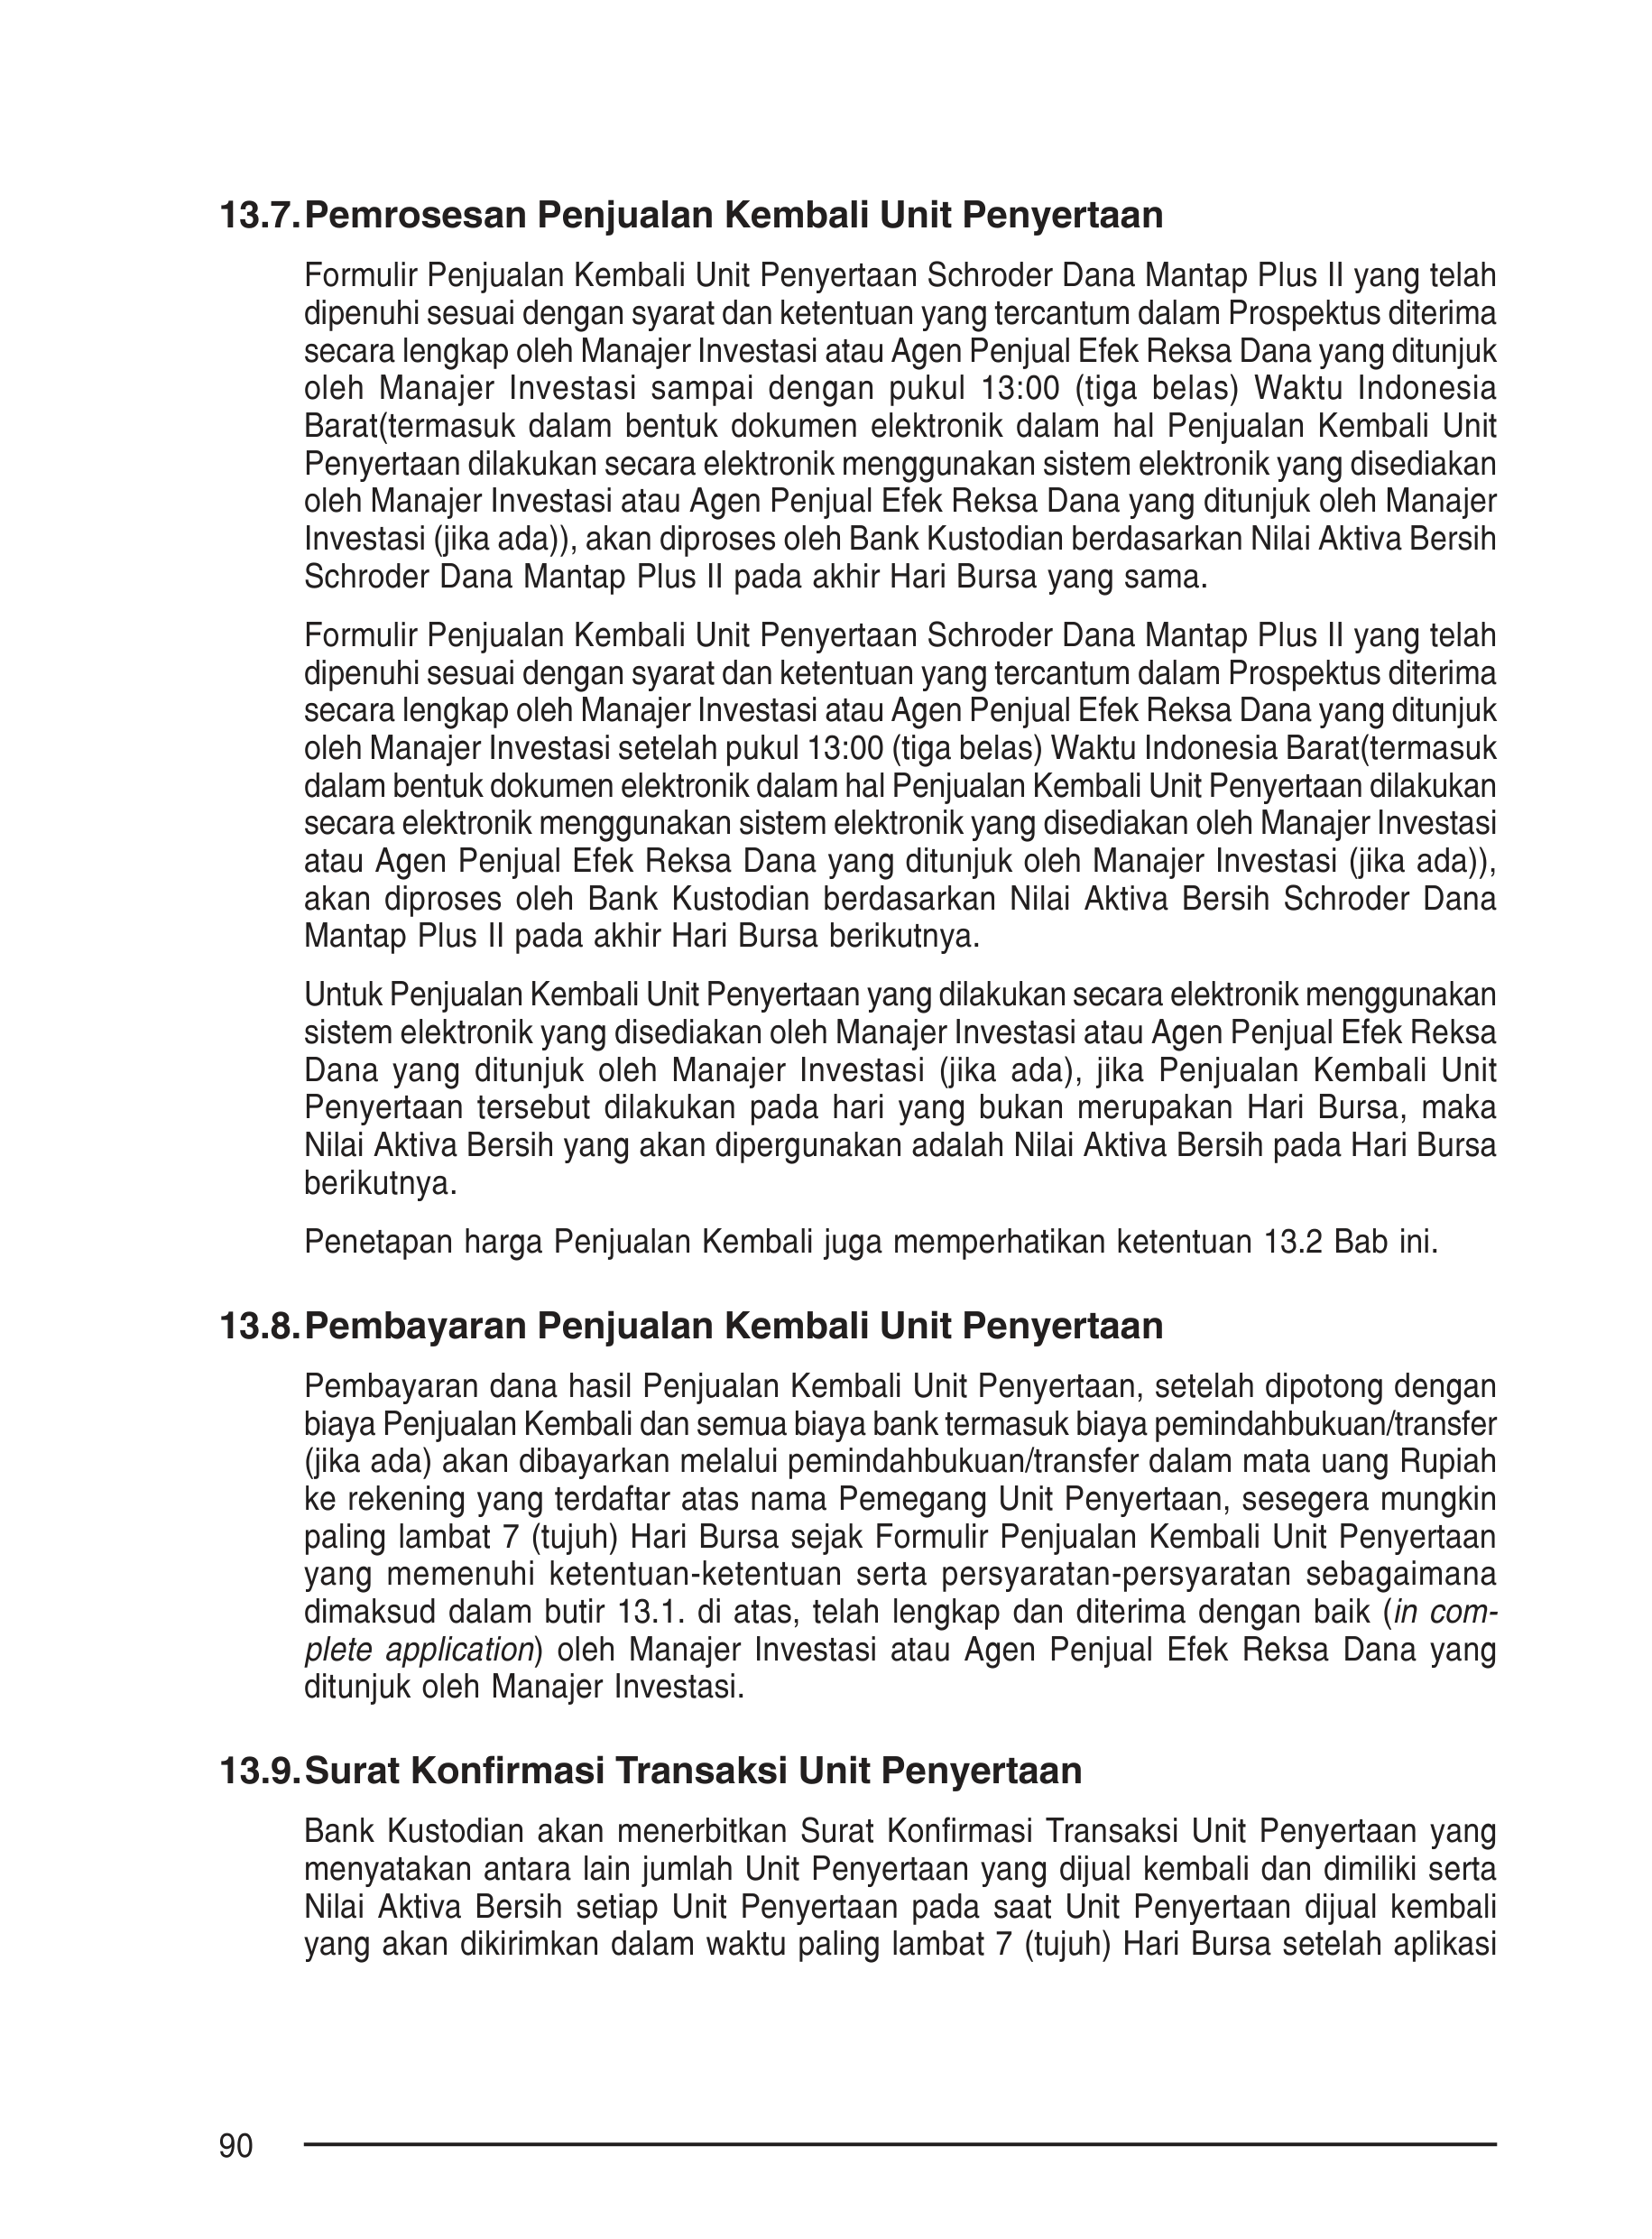 13.7. Pemrosesan Penjualan Kembali Unit Penyertaan
Formulir Penjualan Kembali Unit Penyertaan Schroder Dana Mantap Plus II yang telah
dipenuhi sesuai dengan syarat dan ketentuan yang tercantum dalam Prospektus diterima
secara lengkap oleh Manajer Investasi atau Agen Penjual Efek Reksa Dana yang ditunjuk
oleh Manajer Investasi sampai dengan pukul 13:00 (tiga belas) Waktu Indonesia
Barat(termasuk dalam bentuk dokumen elektronik dalam hal Penjualan Kembali Unit
Penyertaan dilakukan secara elektronik menggunakan sistem elektronik yang disediakan
oleh Manajer Investasi atau Agen Penjual Efek Reksa Dana yang ditunjuk oleh Manajer
Investasi (jika ada)), akan diproses oleh Bank Kustodian berdasarkan Nilai Aktiva Bersih
Schroder Dana Mantap Plus II pada akhir Hari Bursa yang sama.
Formulir Penjualan Kembali Unit Penyertaan Schroder Dana Mantap Plus II yang telah
dipenuhi sesuai dengan syarat dan ketentuan yang tercantum dalam Prospektus diterima
secara lengkap oleh Manajer Investasi atau Agen Penjual Efek Reksa Dana yang ditunjuk
oleh Manajer Investasi setelah pukul 13:00 (tiga belas) Waktu Indonesia Barat(termasuk
dalam bentuk dokumen elektronik dalam hal Penjualan Kembali Unit Penyertaan dilakukan
secara elektronik menggunakan sistem elektronik yang disediakan oleh Manajer Investasi
atau Agen Penjual Efek Reksa Dana yang ditunjuk oleh Manajer Investasi (jika ada)),
akan diproses oleh Bank Kustodian berdasarkan Nilai Aktiva Bersih Schroder Dana
Mantap Plus II pada akhir Hari Bursa berikutnya.
Untuk Penjualan Kembali Unit Penyertaan yang dilakukan secara elektronik menggunakan
sistem elektronik yang disediakan oleh Manajer Investasi atau Agen Penjual Efek Reksa
Dana yang ditunjuk oleh Manajer Investasi (jika ada), jika Penjualan Kembali Unit
Penyertaan tersebut dilakukan pada hari yang bukan merupakan Hari Bursa, maka
Nilai Aktiva Bersih yang akan dipergunakan adalah Nilai Aktiva Bersih pada Hari Bursa
berikutnya.
Penetapan harga Penjualan Kembali juga memperhatikan ketentuan 13.2 Bab ini.
13.8. Pembayaran Penjualan Kembali Unit Penyertaan
Pembayaran dana hasil Penjualan Kembali Unit Penyertaan, setelah dipotong dengan
biaya Penjualan Kembali dan semua biaya bank termasuk biaya pemindahbukuan/transfer
(jika ada) akan dibayarkan melalui pemindahbukuan/transfer dalam mata uang Rupiah
ke rekening yang terdaftar atas nama Pemegang Unit Penyertaan, sesegera mungkin
paling lambat 7 (tujuh) Hari Bursa sejak Formulir Penjualan Kembali Unit Penyertaan
yang memenuhi ketentuan-ketentuan serta persyaratan-persyaratan sebagaimana
dimaksud dalam butir 13.1. di atas, telah lengkap dan diterima dengan baik (in com-
plete application) oleh Manajer Investasi atau Agen Penjual Efek Reksa Dana yang
ditunjuk oleh Manajer Investasi.
13.9. Surat Konfirmasi Transaksi Unit Penyertaan
Bank Kustodian akan menerbitkan Surat Konfirmasi Transaksi Unit Penyertaan yang
menyatakan antara lain jumlah Unit Penyertaan yang dijual kembali dan dimiliki serta
Nilai Aktiva Bersih setiap Unit Penyertaan pada saat Unit Penyertaan dijual kembali
yang akan dikirimkan dalam waktu paling lambat 7 (tujuh) Hari Bursa setelah aplikasi
90